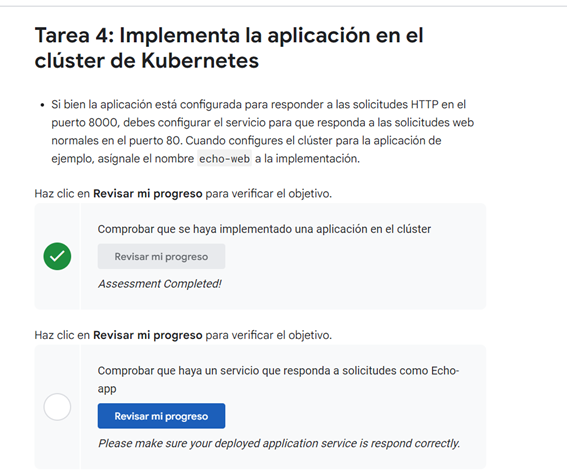 Tarea 4: Implementa la aplicación en el
clúster de Kubernetes
• Si bien la aplicación está configurada para responder a las solicitudes HTTP en el
puerto 8000, debes configurar el servicio para que responda a las solicitudes web
normales en el puerto 80. Cuando configures el clúster para la aplicación de
ejemplo, asígnale el nombre echo-web a la implementación.
Haz clic en Revisar mi progreso para verificar el objetivo.
Comprobar que se haya implementado una aplicación en el clúster
Revisar mi progreso
Assessment Completed!
Haz clic en Revisar mi progreso para verificar el objetivo.
Comprobar que haya un servicio que responda a solicitudes como Echo-
app
Revisar mi progreso
Please make sure your deployed application service is respond correctly.